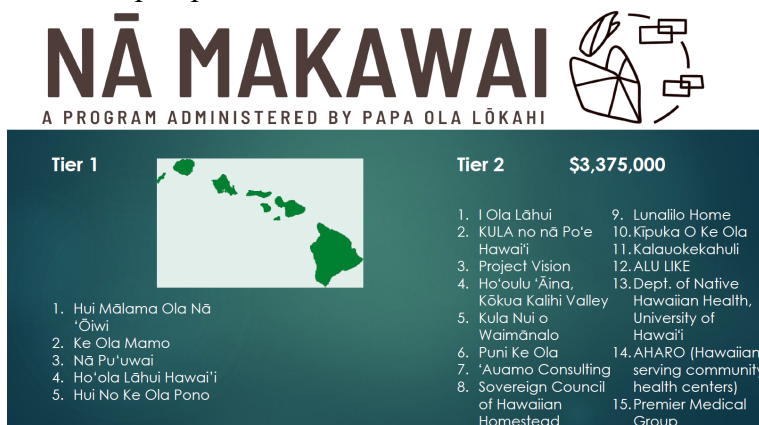 NĀ MAKAWAI
A PROGRAM ADMINISTERED BY PAPA OLA LŌKAHI
Tier 1
1. Hui Mālama Ola Nā
ʻŌiwi
2. Ke Ola Mamo
3. Nā Puʻuwai
4. Hoʻola Lāhui Hawai'i
5. Hui No Ke Ola Pono
Tier 2 $3,375,000
1. I Ola Lāhui
2. KULA no nā Poʻe
Hawaiʻi
3. Project Vision
4. Hoʻoulu ʻĀina,
Kōkua Kalihi Valley
5. Kula Nui o
Waimānalo
6. Puni Ke Ola
7. ʻAuamo Consulting
8. Sovereign Council
of Hawaiian
Homestead
9. Lunalilo Home
10. Kīpuka O Ke Ola
11. Kalauokekahuli
12. ALU LIKE
13. Dept. of Native
Hawaiian Health,
University of
Hawaiʻi
14. AHARO (Hawaiian
serving community
health centers)
15. Premier Medical
Group